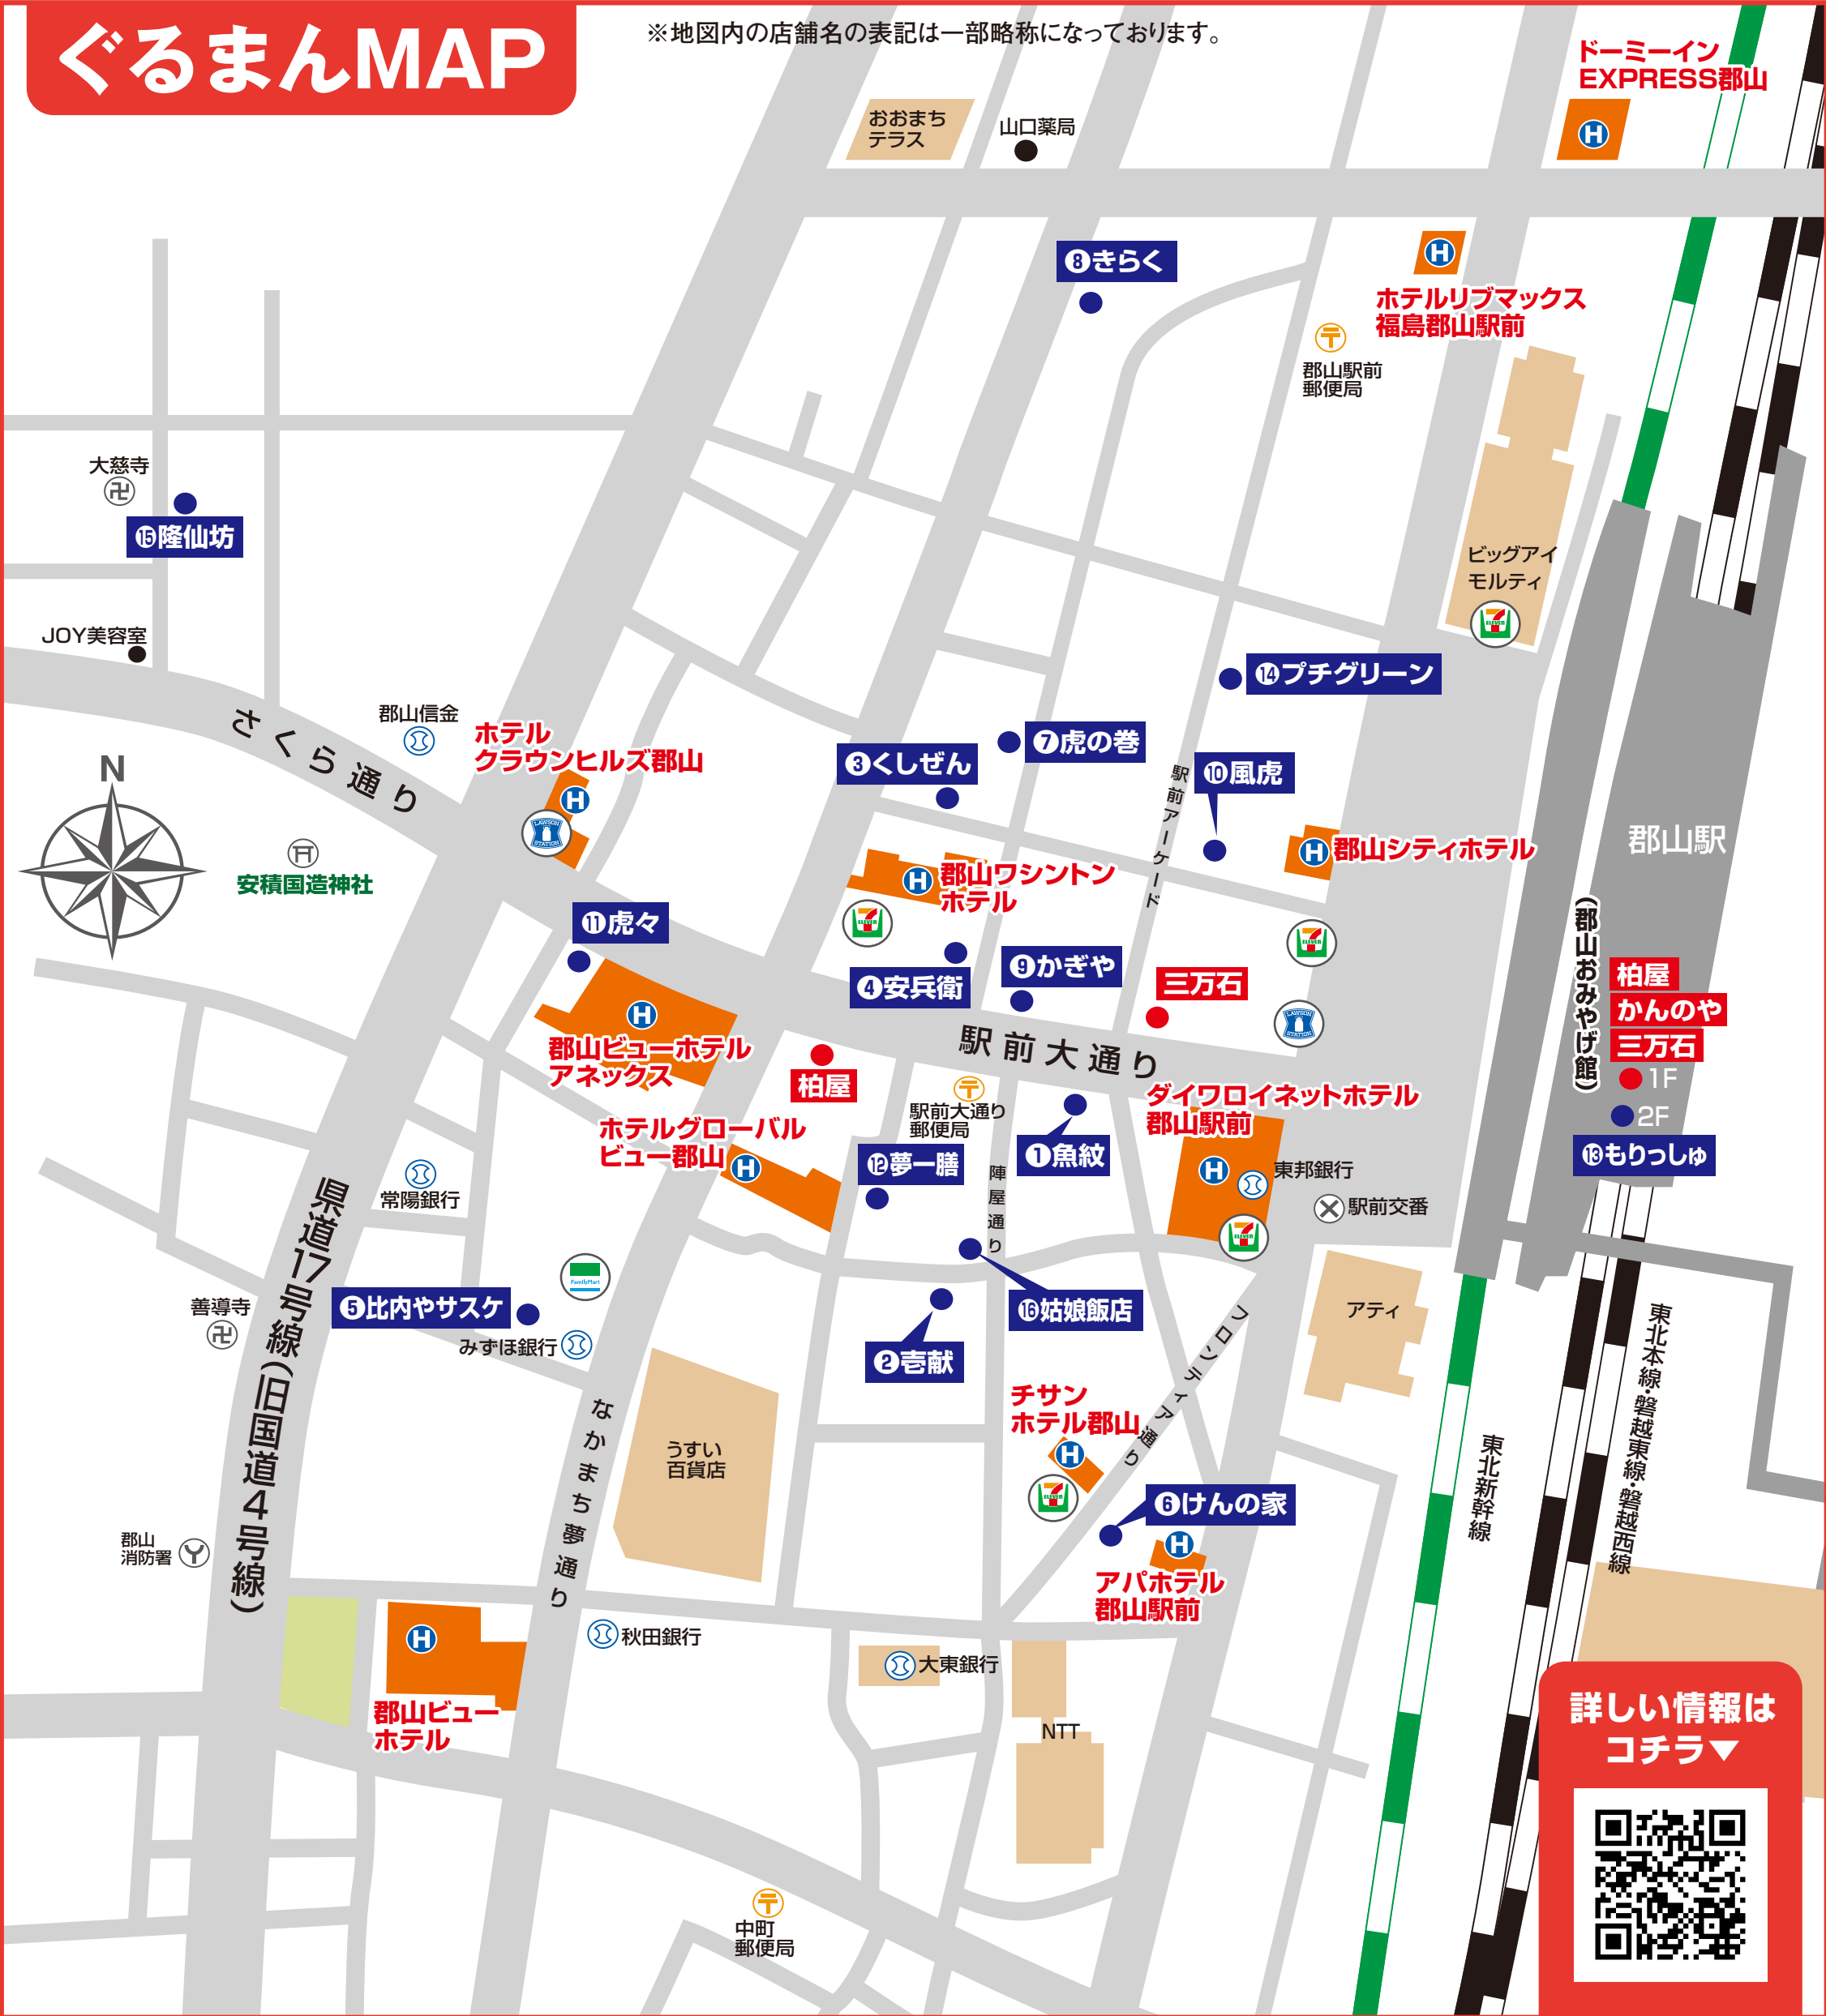 ぐるまんMAP
※地図内の店舗名の表記は一部略称になっております。
ドーミーイン
EXPRESS郡山
おおまち
テラス
山口薬局
❽きらく
ホテルリブマックス
福島郡山駅前
郡山駅前
郵便局
大慈寺
⓯隆仙坊
ビッグアイ
モルティ
JOY美容室
⓮プチグリーン
郡山信金
さくら通り
ホテル
クラウンヒルズ郡山
LAWSON
STATION
❸くしぜん
❼虎の巻
❿風虎
駅前アーケード
N
郡山シティホテル
郡山駅
安積国造神社
郡山ワシントン
ホテル
7
ELEVEN
⓫虎々
❹安兵衛
❾かぎや
三万石
(郡山おみやげ館)
柏屋
かんのや
三万石
1F
2F
⓭もりっしゅ
LAWSON
STATION
駅前大通り
郡山ビューホテル
アネックス
柏屋
駅前大通り
郵便局
ダイワロイネットホテル
郡山駅前
❶魚紋
ホテルグローバル
ビュー郡山
⓬夢一膳
陣屋通り
東邦銀行
駅前交番
常陽銀行
県道17号線(旧国道4号線)
FamilyMart
❺比内やサスケ
みずほ銀行
善導寺
⓰姑娘飯店
❷壱献
フロンティア通り
アティ
東北本線・磐越東線・磐越西線
東北新幹線
なかまち夢通り
うすい
百貨店
チサン
ホテル郡山
❻けんの家
アパホテル
郡山駅前
郡山
消防署
秋田銀行
大東銀行
NTT
郡山ビュー
ホテル
中町
郵便局
詳しい情報は
コチラ▼